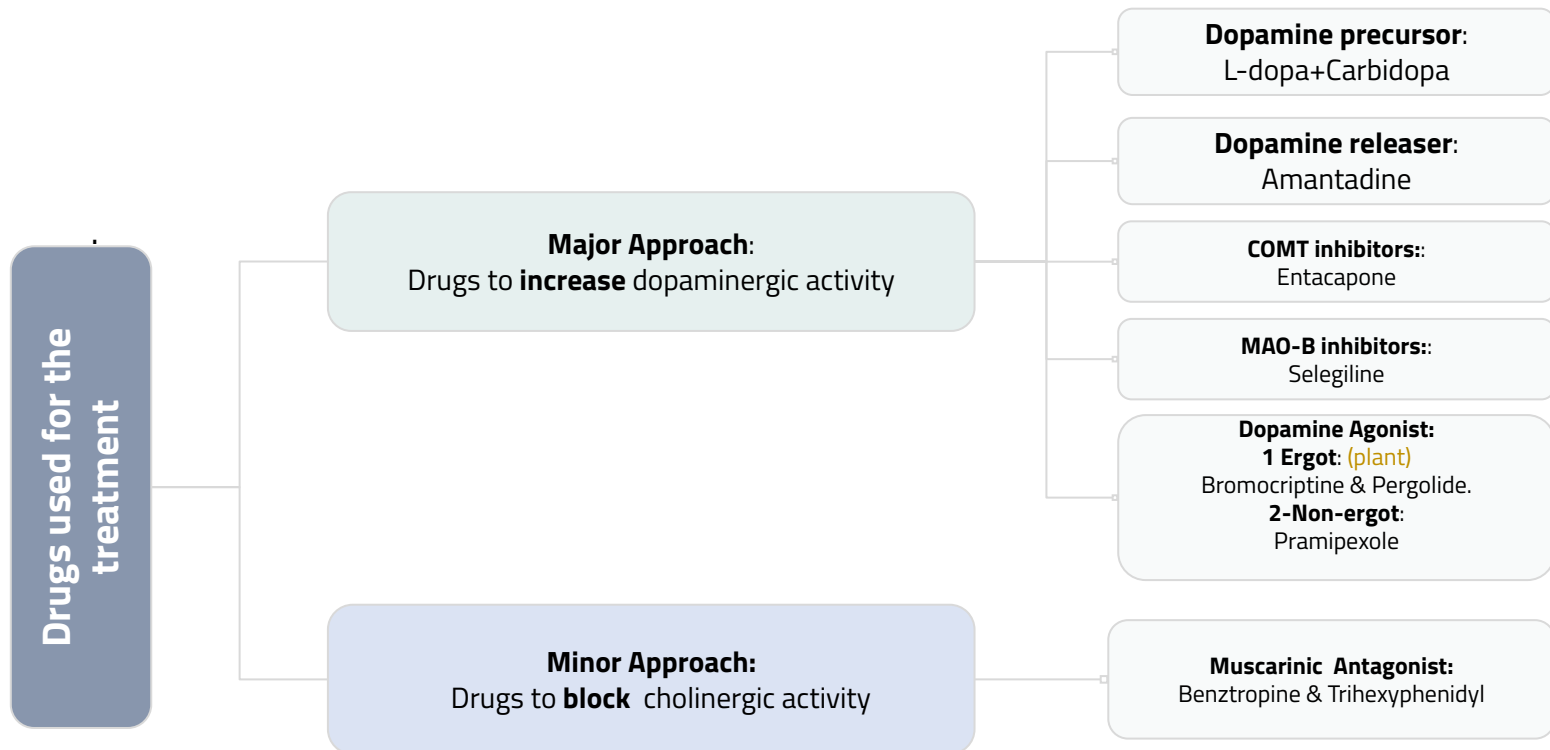 Drugs used for the
treatment
Major Approach:
Drugs to increase dopaminergic activity
Dopamine precursor:
L-dopa+Carbidopa
Dopamine releaser:
Amantadine
COMT inhibitors::
Entacapone
MAO-B inhibitors::
Selegiline
Dopamine Agonist:
1 Ergot: (plant)
Bromocriptine & Pergolide.
2-Non-ergot:
Pramipexole
Minor Approach:
Drugs to block cholinergic activity
Muscarinic Antagonist:
Benztropine & Trihexyphenidyl